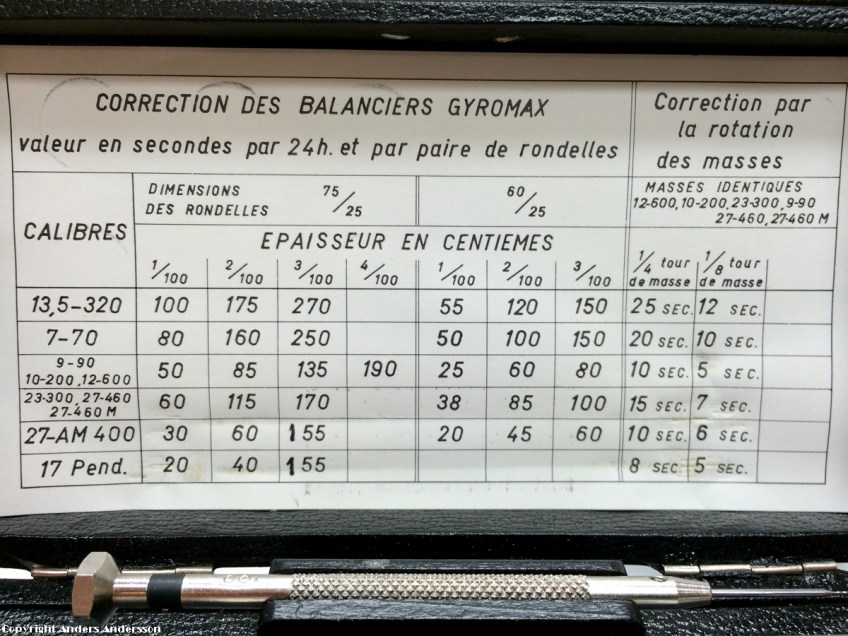 CORRECTION DES BALANCIERS GYROMAX
valeur en secondes par 24h. et par paire de rondelles
Correction par
la rotation
des masses
CALIBRES
DIMENSIONS
DES RONDELLES
75/25
60/25
MASSES IDENTIQUES
12-600,10-200,23-300,9-90
27-460,27-460 M
EPAISSEUR EN CENTIEMES
1/100 2/100 3/100 4/100 1/100 2/100 3/100
1/4 tour
de masse
1/8 tour
de masse
13,5-320 100 175 270 55 120 150 25 SEC. 12 SEC.
7-70 80 160 250 50 100 150 20 SEC. 10 SEC.
9-90
10-200,12-600 50 85 135 190 25 60 80 10 SEC. 5 SEC.
23-300, 27-460
27-460 M 60 115 170 38 85 100 15 SEC. 7 SEC.
27-AM 400 30 60 155 20 45 60 10 SEC. 6 SEC.
17 Pend. 20 40 155 8 SEC. 5 SEC.
Copyright Anders Andersson